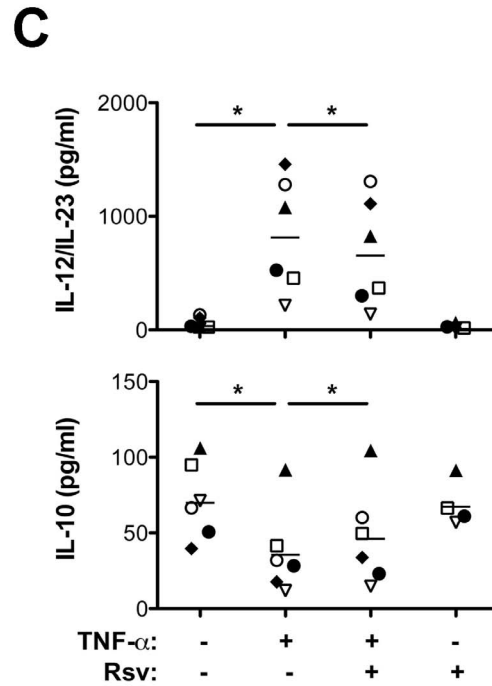 C
IL-12/IL-23 (pg/ml)
2000
1000
0
* *
IL-10 (pg/ml)
150
100
50
0
* *
TNF-α: - + + -
Rsv: - - + +